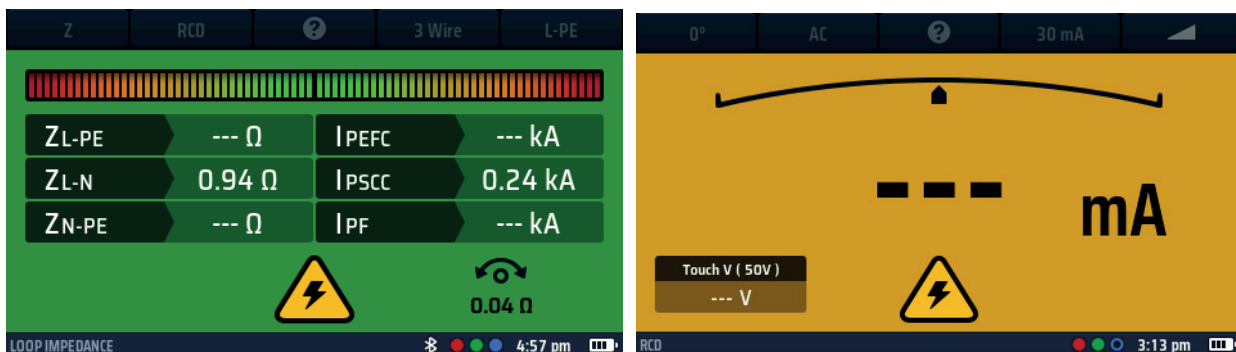 Z RCD ? 3 Wire L-PE
ZL-PE --- Ω IPEFC --- kA
ZL-N 0.94 Ω IPSCC 0.24 kA
ZN-PE --- Ω IPF --- kA
0.04 Ω
LOOP IMPEDANCE 4:57 pm
0° AC ? 30 mA
--- mA
Touch V ( 50V )
--- V
RCD 3:13 pm